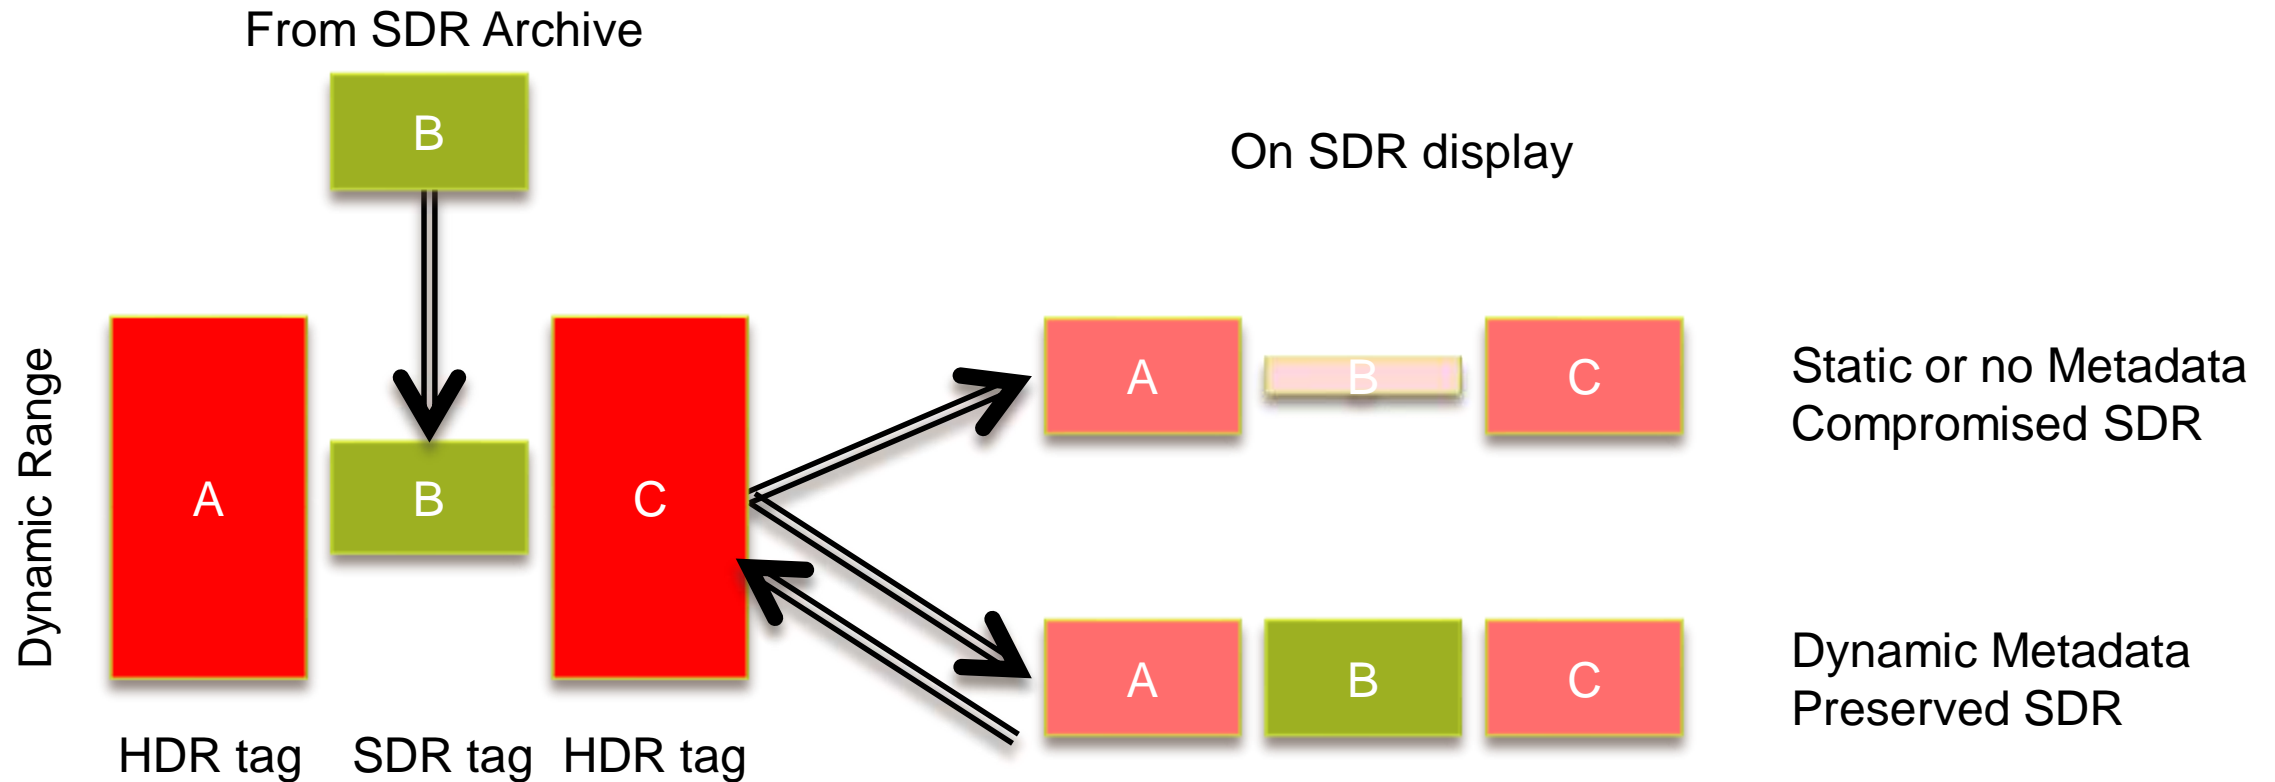 From SDR Archive
B
On SDR display
Dynamic Range
A
B
C
HDR tag
SDR tag
HDR tag
A
B
C
Static or no Metadata
Compromised SDR
A
B
C
Dynamic Metadata
Preserved SDR